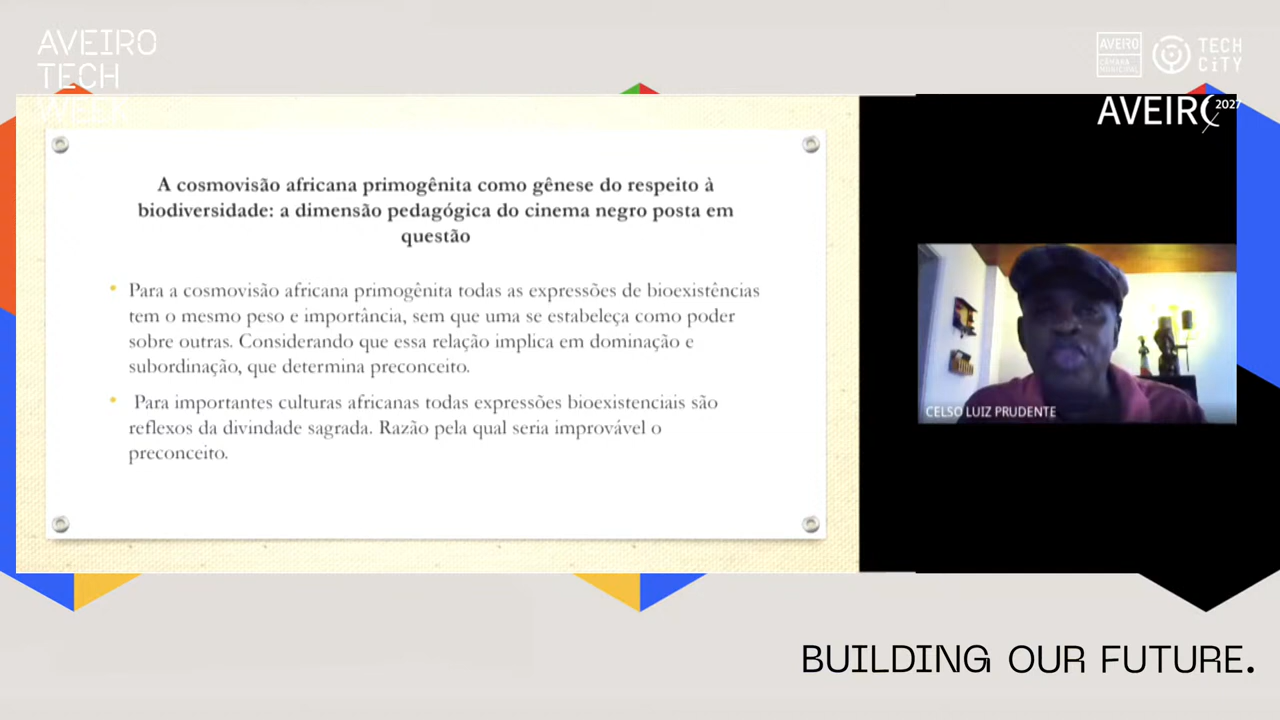 AVEIRO
TECH
WEEK
AVEIRO
CÂMARA
MUNICIPAL
TECH
CiTY
AVEIRO 2027
A cosmovisão africana primogênita como gênese do respeito à
biodiversidade: a dimensão pedagógica do cinema negro posta em
questão
• Para a cosmovisão africana primogênita todas as expressões de bioexistências
tem o mesmo peso e importância, sem que uma se estabeleça como poder
sobre outras. Considerando que essa relação implica em dominação e
subordinação, que determina preconceito.
• Para importantes culturas africanas todas expressões bioexistenciais são
reflexos da divindade sagrada. Razão pela qual seria improvável o
preconceito.
CELSO LUIZ PRUDENTE
BUILDING OUR FUTURE.